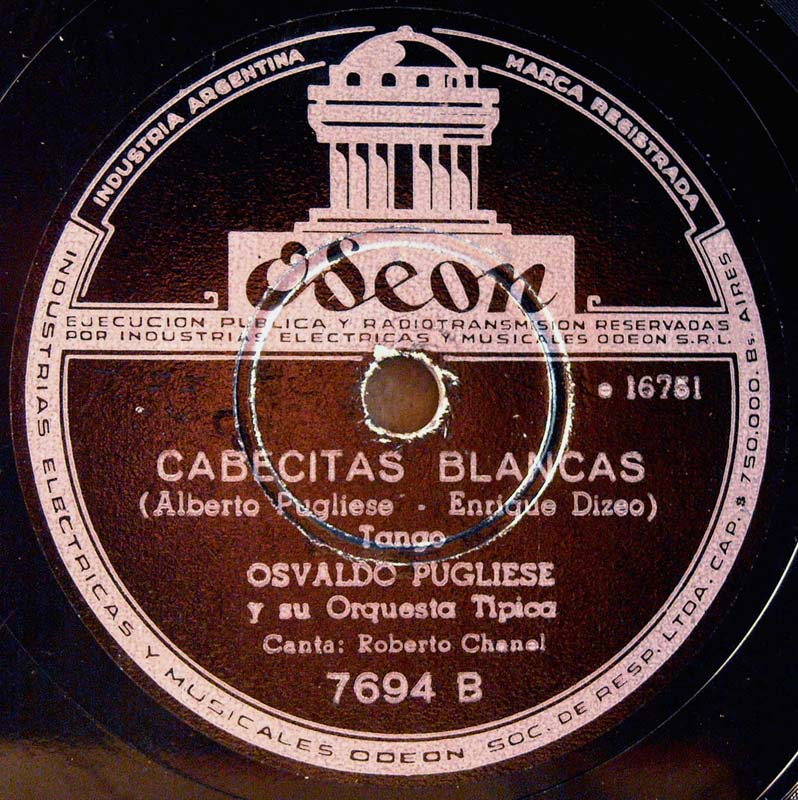 INDUSTRIA ARGENTINA
MARCA REGISTRADA
Odeon
EJECUCION PUBLICA Y RADIOTRANSMISION RESERVADAS
POR INDUSTRIAS ELECTRICAS Y MUSICALES ODEON S.R.L.
e 16751
CABECITAS BLANCAS
(Alberto Pugliese - Enrique Dizeo)
Tango
OSVALDO PUGLIESE
y su Orquesta Tipica
Canta: Roberto Chanel
7694 B
INDUSTRIAS ELECTRICAS Y MUSICALES ODEON SOC. DE RESP. LTDA. CAP. $ 750.000. Bs. AIRES